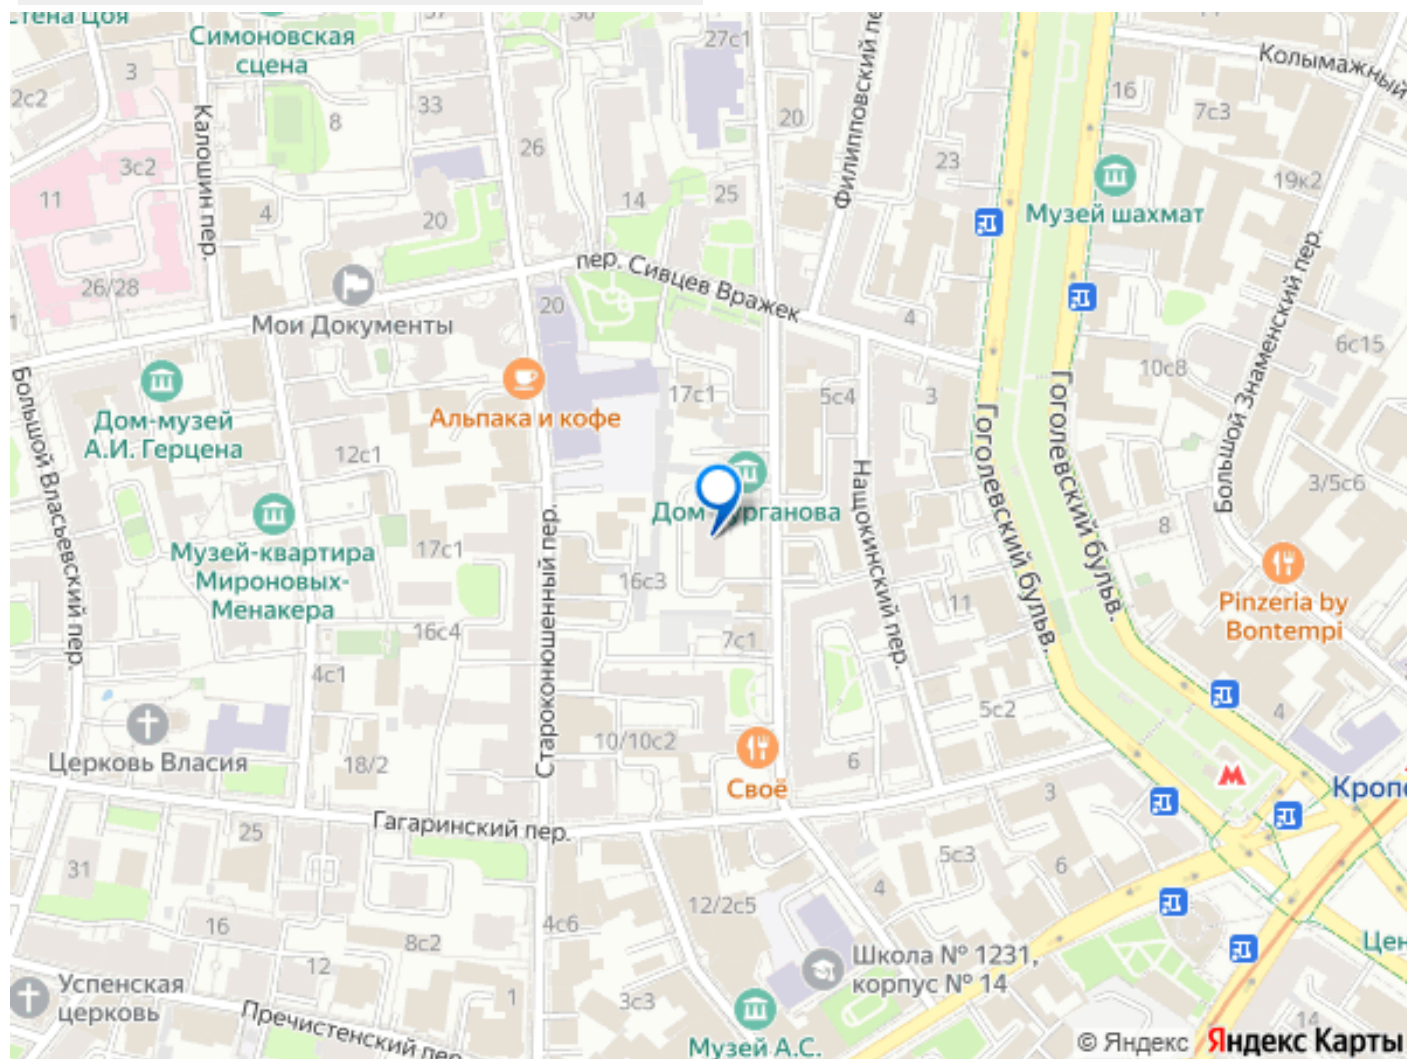 Стена Цоя
37
27с1
Симоновская
сцена
Колымажный
3
2с2
33
16
7с3
8
20
Калошин пер.
Филипповский пе
26
23
3с2
19к2
11
14
25
Музей шахмат
4
20
пер. Сивцев Вражек
26/28
20
Мои Документы
4
6с15
10с8
Большой Знаменский пер.
17с1
5с4
3
Дом-музей
А.И. Герцена
Альпака и кофе
12с1
Гоголевский бульв.
Гоголевский бульв.
3/5с6
Большой Власьевский пер.
Нащокинский пер.
Дом Бурганова
8
Музей-квартира
Мироновых-
Менакера
17с1
16с3
Староконюшенный пер.
11
Pinzeria by
Bontempi
16с4
7с1
4с1
5с2
4
10/10с2
Церковь Власия
18/2
6
Своё
М
Кропо
3
Гагаринский пер.
25
31
5с3
6
4
12/2с5
16
4с6
8с2
Цен
12
Школа № 1231,
корпус № 14
Успенская
церковь
1
3с3
Пречистенский пер
14
Музей А.С.
© Яндекс Яндекс Карты